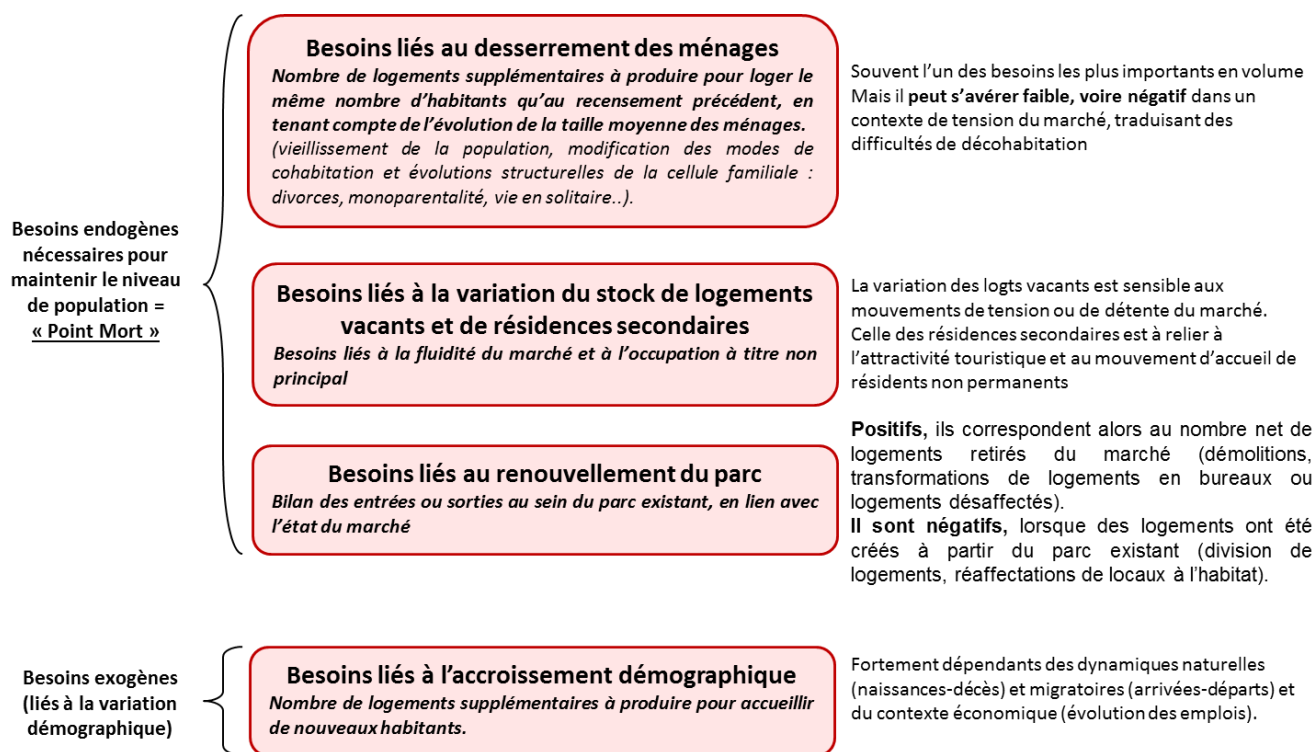 Besoins liés au desserrement des ménages
Nombre de logements supplémentaires à produire pour loger le
même nombre d'habitants qu'au recensement précédent, en
tenant compte de l'évolution de la taille moyenne des ménages.
(vieillissement de la population, modification des modes de
cohabitation et évolutions structurelles de la cellule familiale :
divorces, monoparentalité, vie en solitaire..).
Souvent l'un des besoins les plus importants en volume
Mais il peut s'avérer faible, voire négatif dans un
contexte de tension du marché, traduisant des
difficultés de décohabitation
Besoins endogènes
nécessaires pour
maintenir le niveau
de population =
« Point Mort »
Besoins liés à la variation du stock de logements
vacants et de résidences secondaires
Besoins liés à la fluidité du marché et à l'occupation à titre non
principal
La variation des logts vacants est sensible aux
mouvements de tension ou de détente du marché.
Celle des résidences secondaires est à relier à
l'attractivité touristique et au mouvement d'accueil de
résidents non permanents
Besoins liés au renouvellement du parc
Bilan des entrées ou sorties au sein du parc existant, en lien avec
l'état du marché
Positifs, ils correspondent alors au nombre net de
logements retirés du marché (démolitions,
transformations de logements en bureaux ou
logements désaffectés).
Il sont négatifs, lorsque des logements ont été
créés à partir du parc existant (division de
logements, réaffectations de locaux à l'habitat).
Besoins exogènes
(liés à la variation
démographique)
Besoins liés à l'accroissement démographique
Nombre de logements supplémentaires à produire pour accueillir
de nouveaux habitants.
Fortement dépendants des dynamiques naturelles
(naissances-décès) et migratoires (arrivées-départs) et
du contexte économique (évolution des emplois).